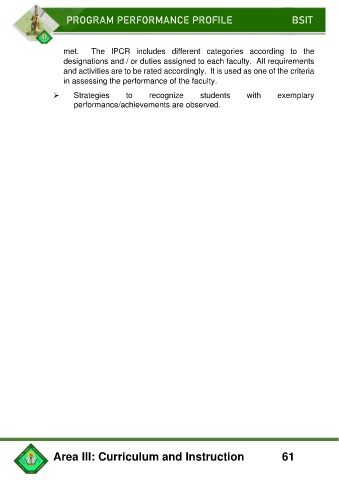 PROGRAM PERFORMANCE PROFILE BSIT
met. The IPCR includes different categories according to the
designations and / or duties assigned to each faculty. All requirements
and activities are to be rated accordingly. It is used as one of the criteria
in assessing the performance of the faculty.
➢ Strategies to recognize students with exemplary
performance/achievements are observed.
Area III: Curriculum and Instruction 61